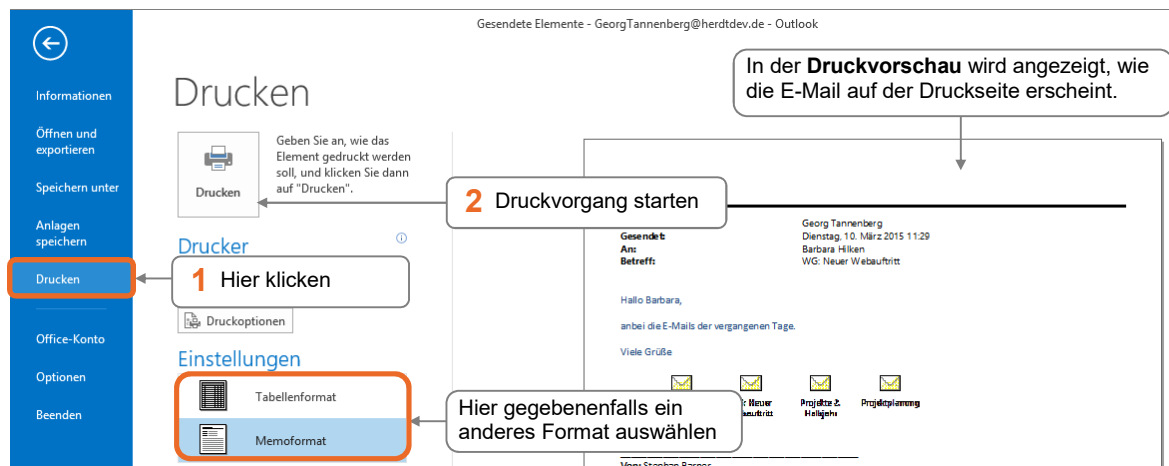 Gesendete Elemente - GeorgTannenberg@herdtdev.de - Outlook
Informationen
Öffnen und
exportieren
Speichern unter
Anlagen
speichern
Drucken
Office-Konto
Optionen
Beenden
Drucken
Drucken
Geben Sie an, wie das
Element gedruckt werden
soll, und klicken Sie dann
auf "Drucken".
Drucker
1 Hier klicken
Druckoptionen
Einstellungen
Tabellenformat
Memoformat
2 Druckvorgang starten
Hier gegebenenfalls ein
anderes Format auswählen
In der Druckvorschau wird angezeigt, wie
die E-Mail auf der Druckseite erscheint.
Georg Tannenberg
Gesendet: Dienstag, 10. März 2015 11:29
An: Barbara Hilken
Betreff: WG: Neuer Webauftritt
Hallo Barbara,
anbei die E-Mails der vergangenen Tage.
Viele Grüße
Neuer
Projekte 2.
Halbjahr
Projektplanung